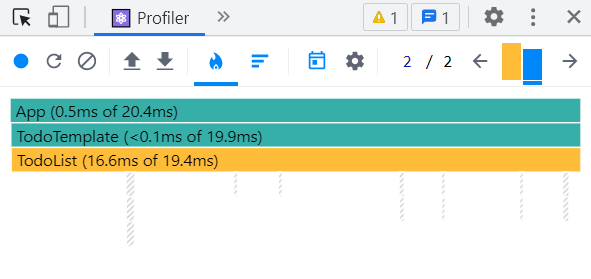 Profiler
1
1
2 / 2
App (0.5ms of 20.4ms)
TodoTemplate (<0.1ms of 19.9ms)
TodoList (16.6ms of 19.4ms)